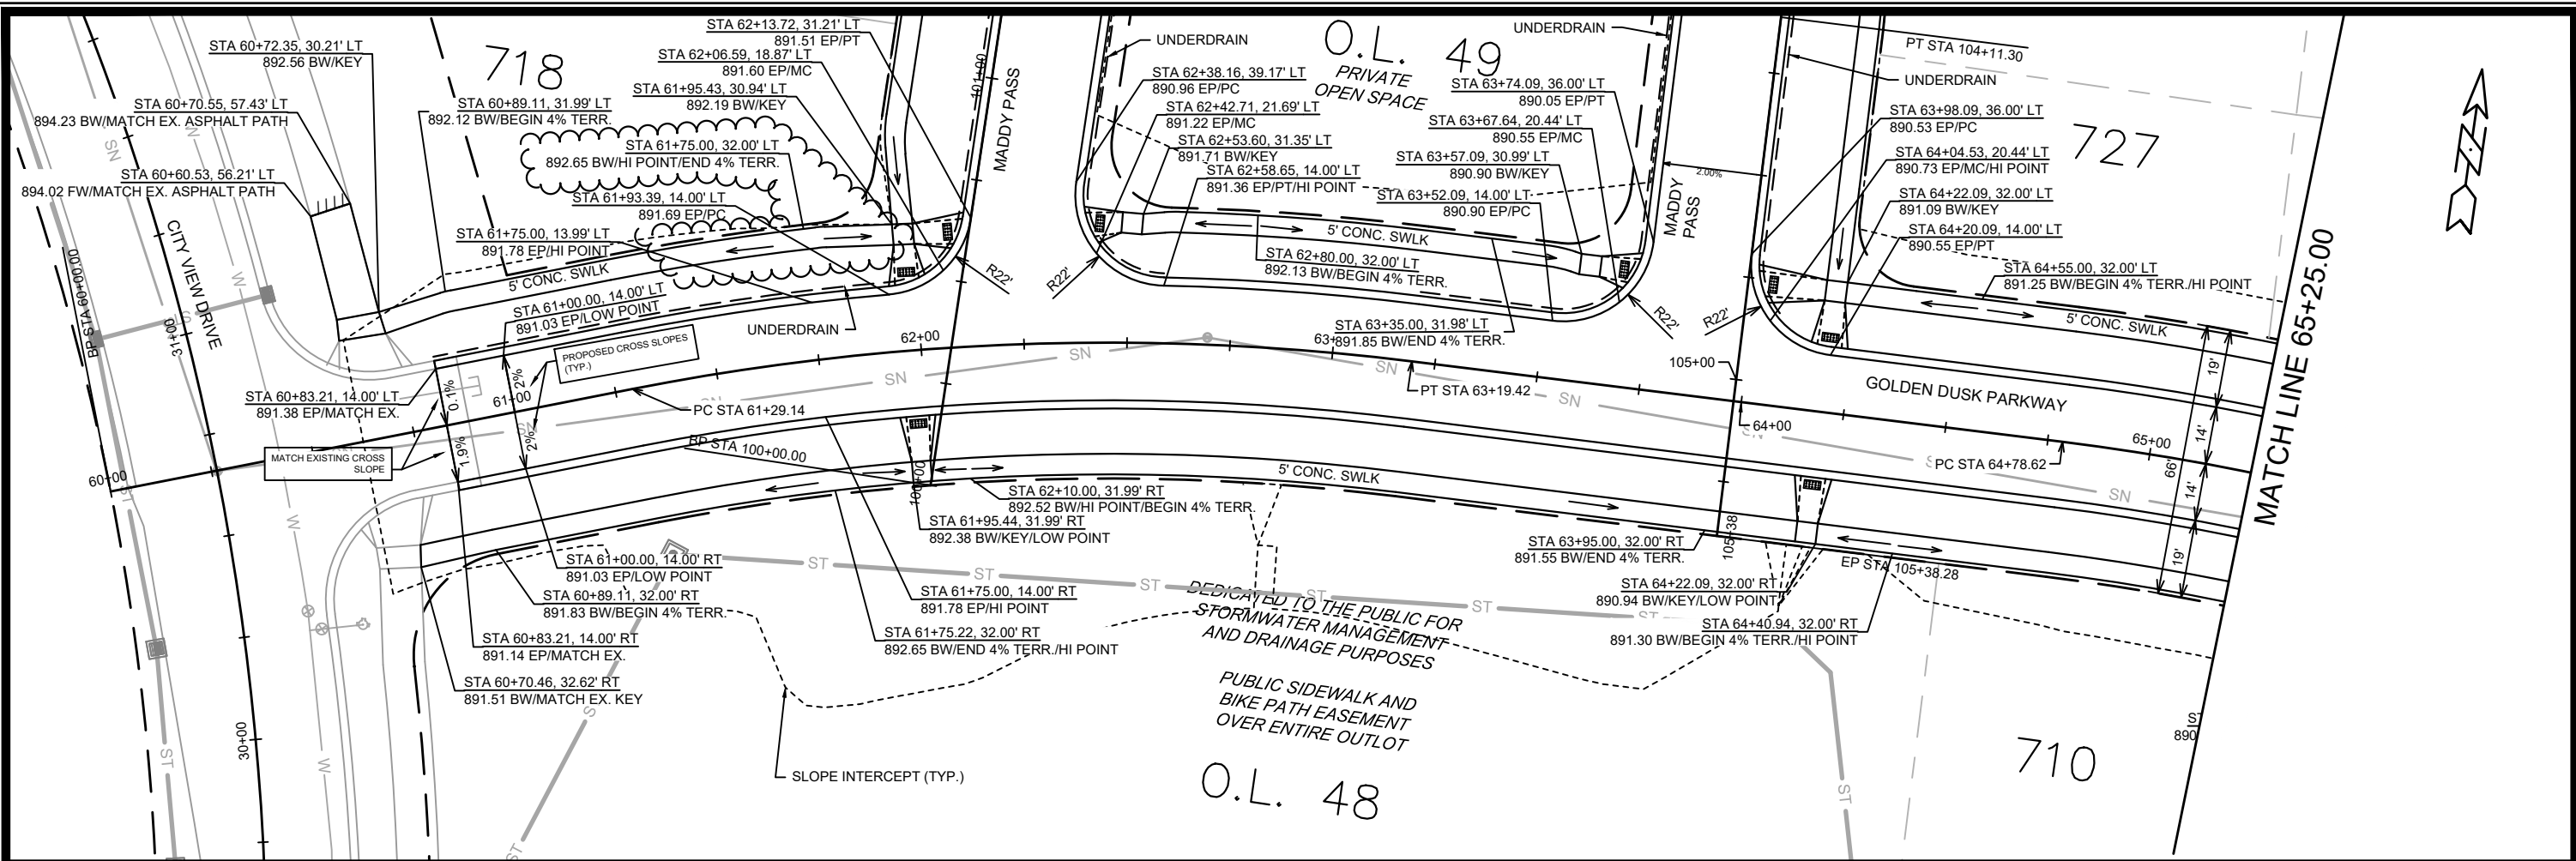 STA 60+72.35, 30.21' LT
892.56 BW/KEY
STA 60+70.55, 57.43' LT
894.23 BW/MATCH EX. ASPHALT PATH
STA 60+60.53, 56.21' LT
894.02 FW/MATCH EX. ASPHALT PATH
718
STA 60+89.11, 31.99' LT
892.12 BW/BEGIN 4% TERR.
STA 62+13.72, 31.21' LT
891.51 EP/PT
STA 62+06.59, 18.87' LT
891.60 EP/MC
STA 61+95.43, 30.94' LT
892.19 BW/KEY
STA 61+75.00, 32.00' LT
892.65 BW/HI POINT/END 4% TERR.
STA 61+93.39, 14.00' LT
891.69 EP/PC
STA 61+75.00, 13.99' LT
891.78 EP/HI POINT
5' CONC. SWLK
STA 61+00.00, 14.00' LT
891.03 EP/LOW POINT
UNDERDRAIN
PROPOSED CROSS SLOPES
(TYP.)
CITY VIEW DRIVE
BP STA 60+00.00
31+00
30+00
60+00
61+00
62+00
STA 60+83.21, 14.00' LT
891.38 EP/MATCH EX.
MATCH EXISTING CROSS
SLOPE
0.1%
1.9%
2%
2%
PC STA 61+29.14
BP STA 100+00.00
100+00
101+00
MADDY PASS
R22'
R22'
UNDERDRAIN
O.L. 49
PRIVATE
OPEN SPACE
UNDERDRAIN
STA 62+38.16, 39.17' LT
890.96 EP/PC
STA 62+42.71, 21.69' LT
891.22 EP/MC
STA 62+53.60, 31.35' LT
891.71 BW/KEY
STA 62+58.65, 14.00' LT
891.36 EP/PT/HI POINT
STA 63+74.09, 36.00' LT
890.05 EP/PT
STA 63+67.64, 20.44' LT
890.55 EP/MC
STA 63+57.09, 30.99' LT
890.90 BW/KEY
STA 63+52.09, 14.00' LT
890.90 EP/PC
5' CONC. SWLK
STA 62+80.00, 32.00' LT
892.13 BW/BEGIN 4% TERR.
STA 63+35.00, 31.98' LT
891.85 BW/END 4% TERR.
PT STA 63+19.42
R22'
R22'
MADDY
PASS
2.00%
PT STA 104+11.30
UNDERDRAIN
STA 63+98.09, 36.00' LT
890.53 EP/PC
STA 64+04.53, 20.44' LT
890.73 EP/MC/HI POINT
STA 64+22.09, 32.00' LT
891.09 BW/KEY
STA 64+20.09, 14.00' LT
890.55 EP/PT
STA 64+55.00, 32.00' LT
891.25 BW/BEGIN 4% TERR./HI POINT
727
5' CONC. SWLK
GOLDEN DUSK PARKWAY
105+00
64+00
65+00
PC STA 64+78.62
19'
14'
66'
14'
19'
MATCH LINE 65+25.00
5' CONC. SWLK
STA 62+10.00, 31.99' RT
892.52 BW/HI POINT/BEGIN 4% TERR.
STA 61+95.44, 31.99' RT
892.38 BW/KEY/LOW POINT
STA 61+00.00, 14.00' RT
891.03 EP/LOW POINT
STA 60+89.11, 32.00' RT
891.83 BW/BEGIN 4% TERR.
STA 60+83.21, 14.00' RT
891.14 EP/MATCH EX.
STA 60+70.46, 32.62' RT
891.51 BW/MATCH EX. KEY
STA 61+75.00, 14.00' RT
891.78 EP/HI POINT
STA 61+75.22, 32.00' RT
892.65 BW/END 4% TERR./HI POINT
SLOPE INTERCEPT (TYP.)
DEDICATED TO THE PUBLIC FOR
STORMWATER MANAGEMENT
AND DRAINAGE PURPOSES
PUBLIC SIDEWALK AND
BIKE PATH EASEMENT
OVER ENTIRE OUTLOT
O.L. 48
STA 63+95.00, 32.00' RT
891.55 BW/END 4% TERR.
105+38
EP STA 105+38.28
STA 64+22.09, 32.00' RT
890.94 BW/KEY/LOW POINT
STA 64+40.94, 32.00' RT
891.30 BW/BEGIN 4% TERR./HI POINT
710
890
SN
SN
SN
SN
SN
SN
SN
W
W
W
W
ST
ST
ST
ST
ST
ST
ST
ST
ST
ST